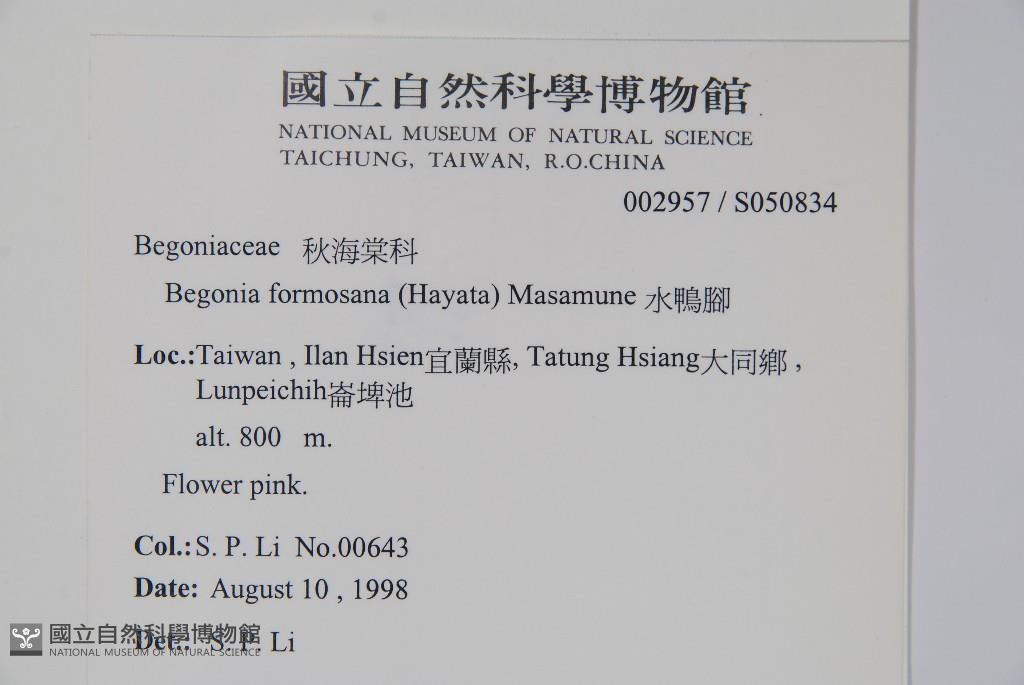 國立自然科學博物館
NATIONAL MUSEUM OF NATURAL SCIENCE
TAICHUNG, TAIWAN, R.O.CHINA
002957 / S050834
Begoniaceae 秋海棠科
Begonia formosana (Hayata) Masamune 水鴨腳
Loc.:Taiwan , Ilan Hsien宜蘭縣, Tatung Hsiang大同鄉 ,
Lunpeichih崙埤池
alt. 800 m.
Flower pink.
Col.:S. P. Li No.00643
Date: August 10 , 1998
Det.: S. P. Li
國立自然科學博物館
NATIONAL MUSEUM OF NATURAL SCIENCE